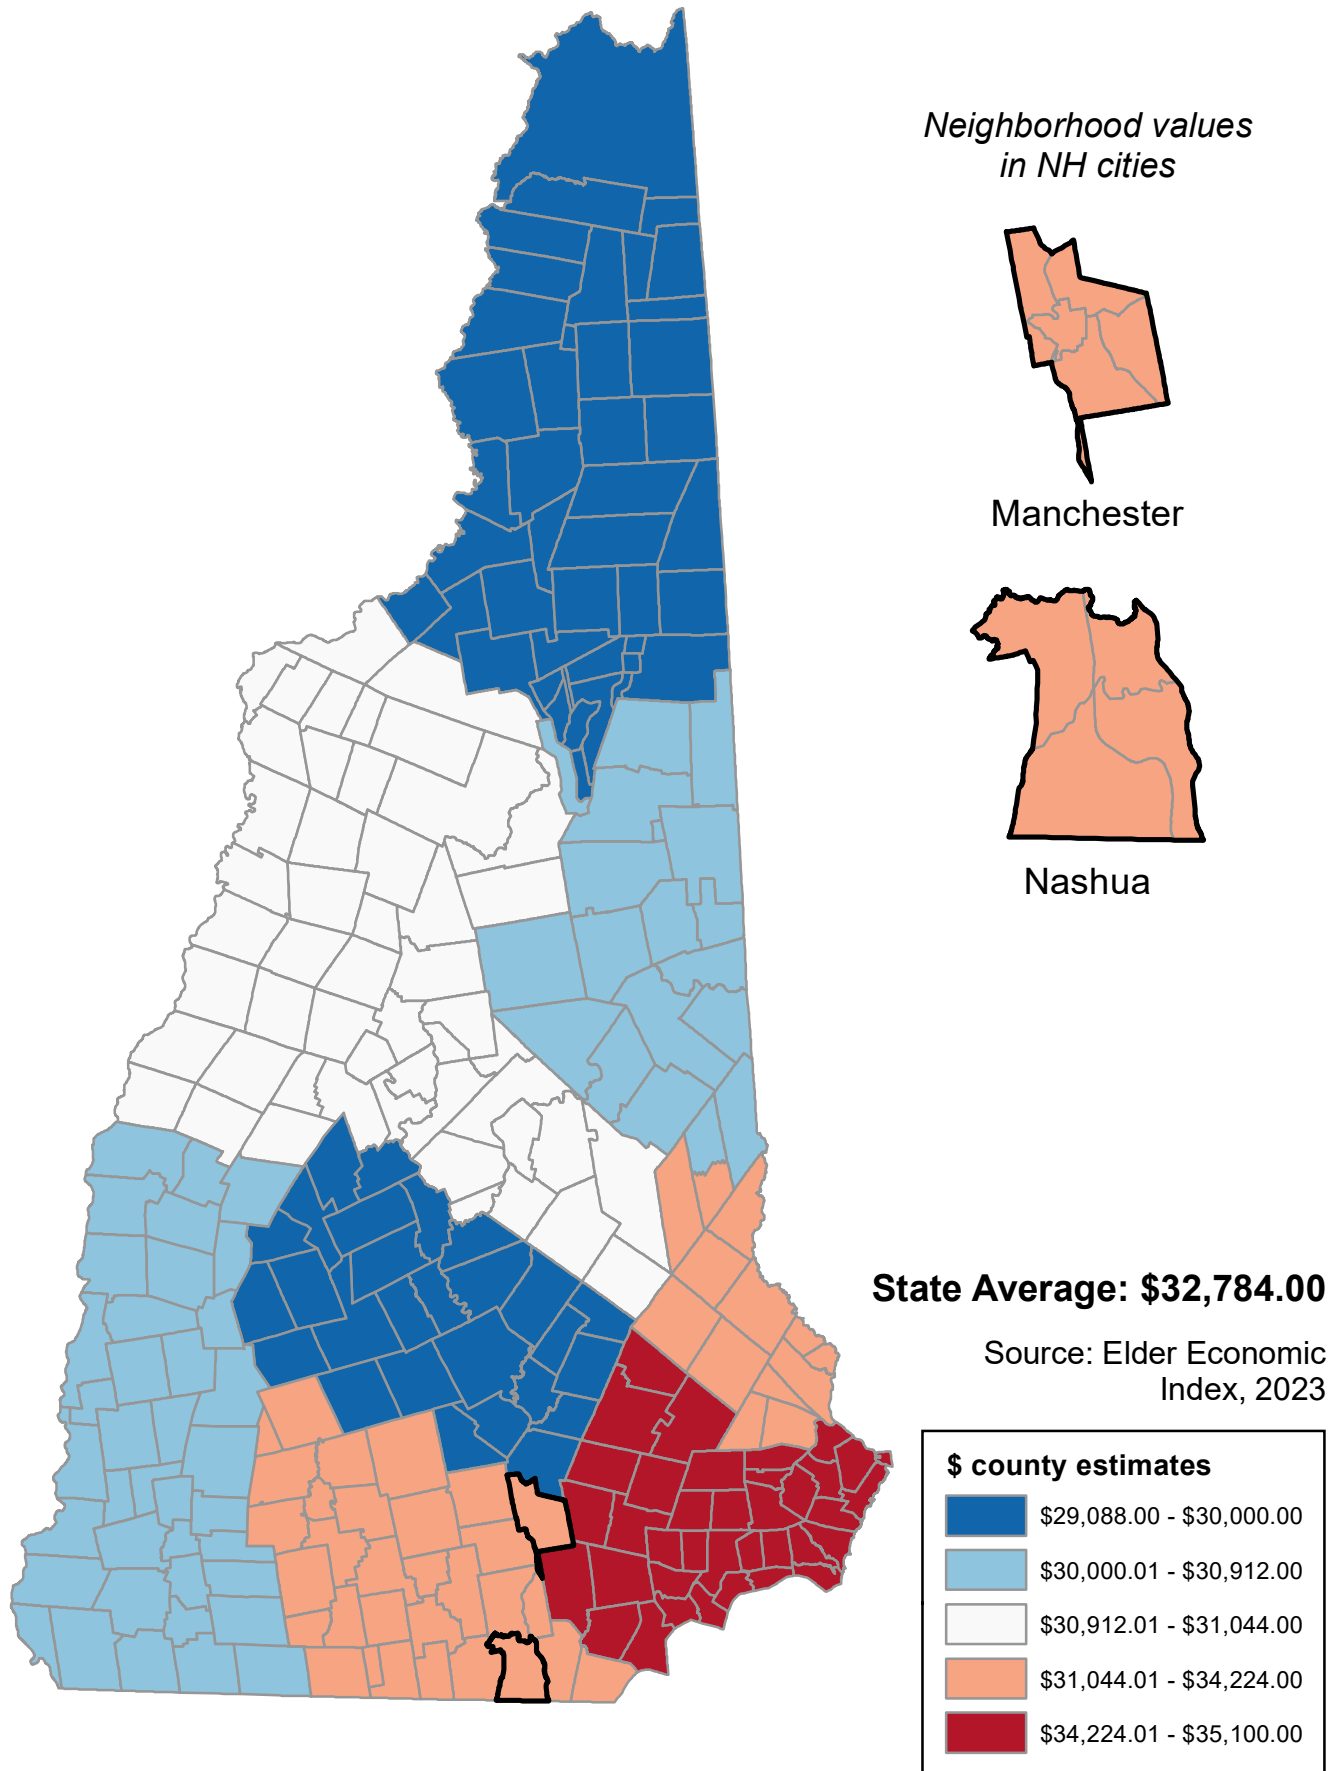 Neighborhood values
in NH cities
Manchester
Nashua
State Average: $32,784.00
Source: Elder Economic
Index, 2023
$ county estimates
$29,088.00 - $30,000.00
$30,000.01 - $30,912.00
$30,912.01 - $31,044.00
$31,044.01 - $34,224.00
$34,224.01 - $35,100.00